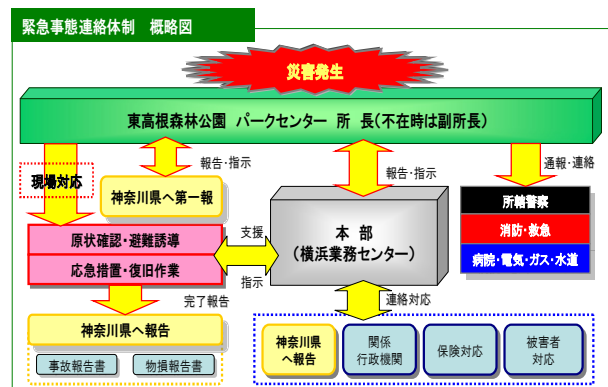 緊急事態連絡体制 概略図
災害発生
東高根森林公園 パークセンター 所 長(不在時は副所長)
現場対応
報告・指示
報告・指示
通報・連絡
神奈川県へ第一報
所轄警察
消防・救急
病院・電気・ガス・水道
原状確認・避難誘導
応急措置・復旧作業
支援
指示
本 部
(横浜業務センター)
完了報告
連絡対応
神奈川県へ報告
事故報告書
物損報告書
神奈川県
へ報告
関係
行政機関
保険対応
被害者
対応